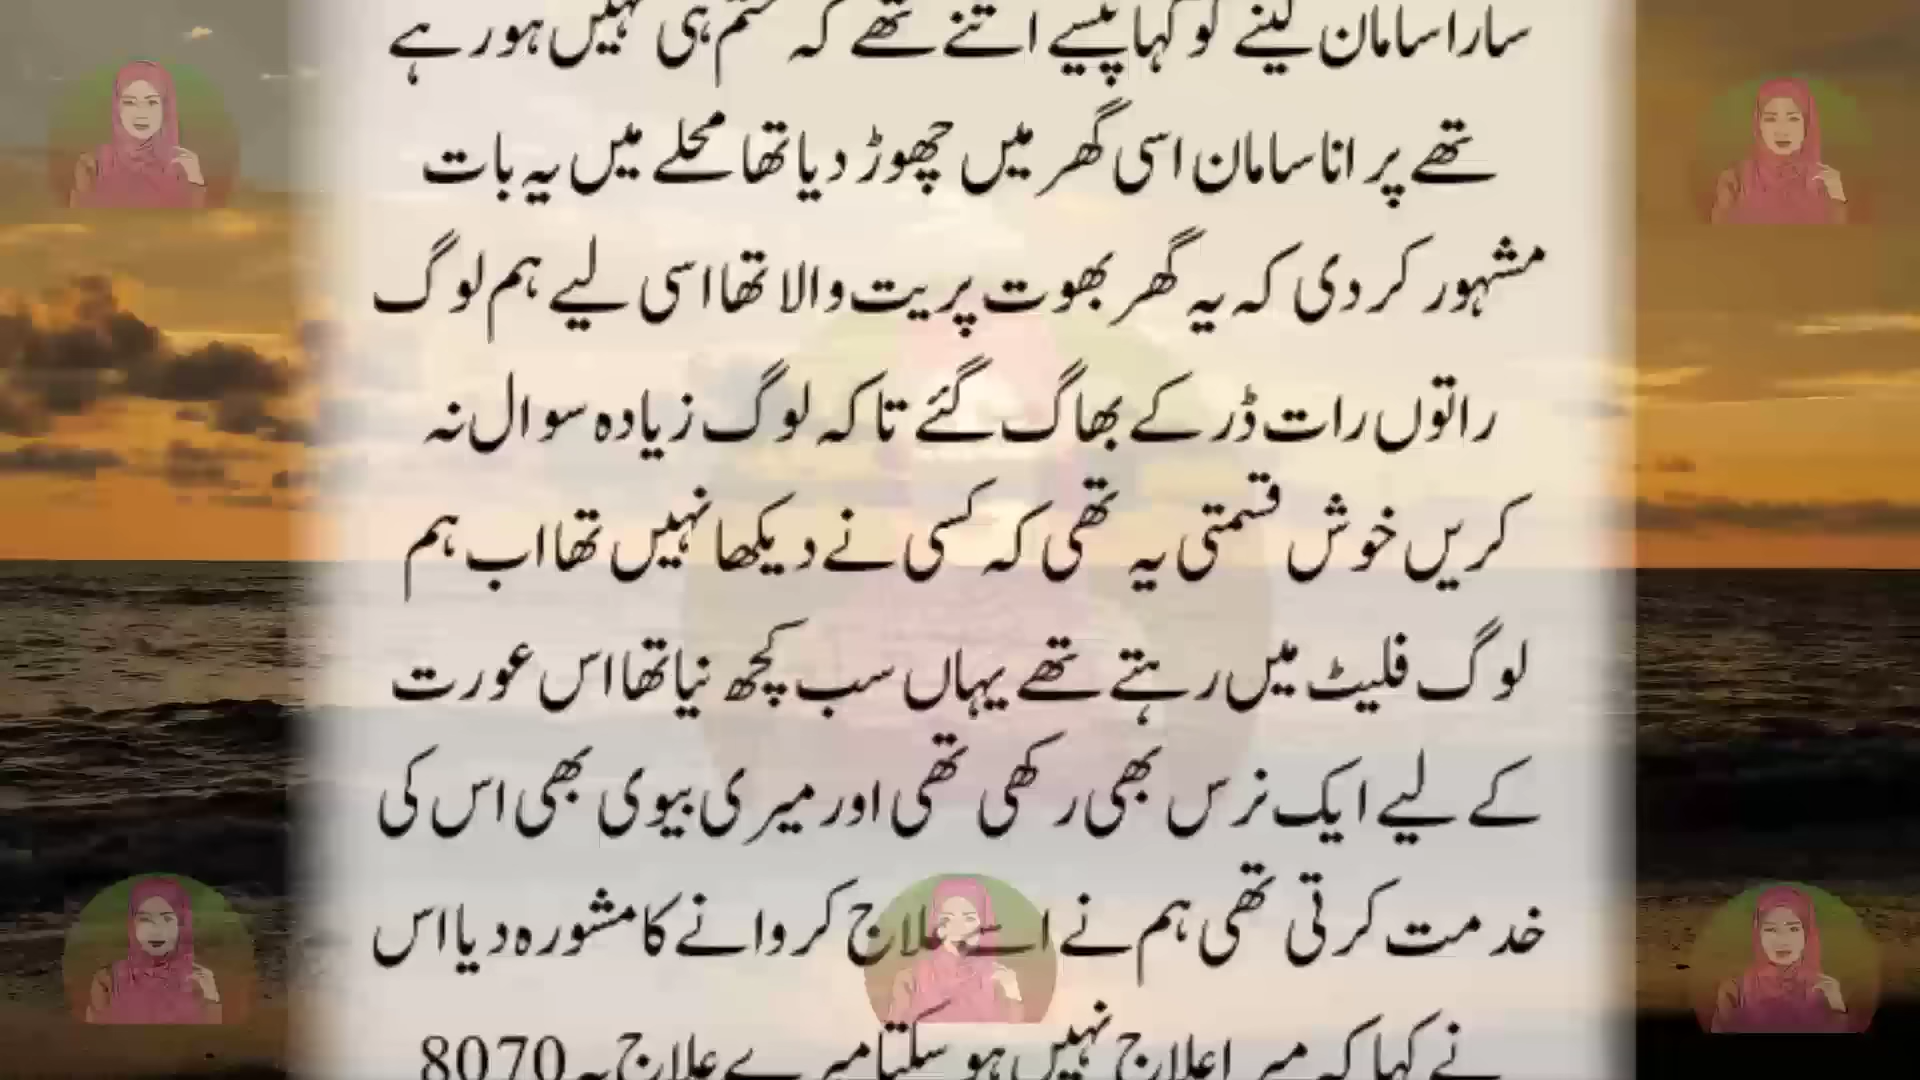 سارا سامان لینے کو کہا پیسے اتنے تھے کہ ختم ہی نہیں ہو رہے
تھے پرانا سامان اسی گھر میں چھوڑ دیا تھا محلے میں یہ بات
مشہور کر دی کہ یہ گھر بھوت پریت والا تھا اسی لیے ہم لوگ
راتوں رات ڈر کے بھاگ گئے تاکہ لوگ زیادہ سوال نہ
کریں خوش قسمتی یہ تھی کہ کسی نے دیکھا نہیں تھا اب ہم
لوگ فلیٹ میں رہتے تھے یہاں سب کچھ نیا تھا اس عورت
کے لیے ایک نرس بھی رکھی تھی اور میری بیوی بھی اس کی
خدمت کرتی تھی ہم نے اسے علاج کروانے کا مشورہ دیا اس
نے کہا کہ میرا علاج نہیں ہو سکتا میرے علاج پہ 8070